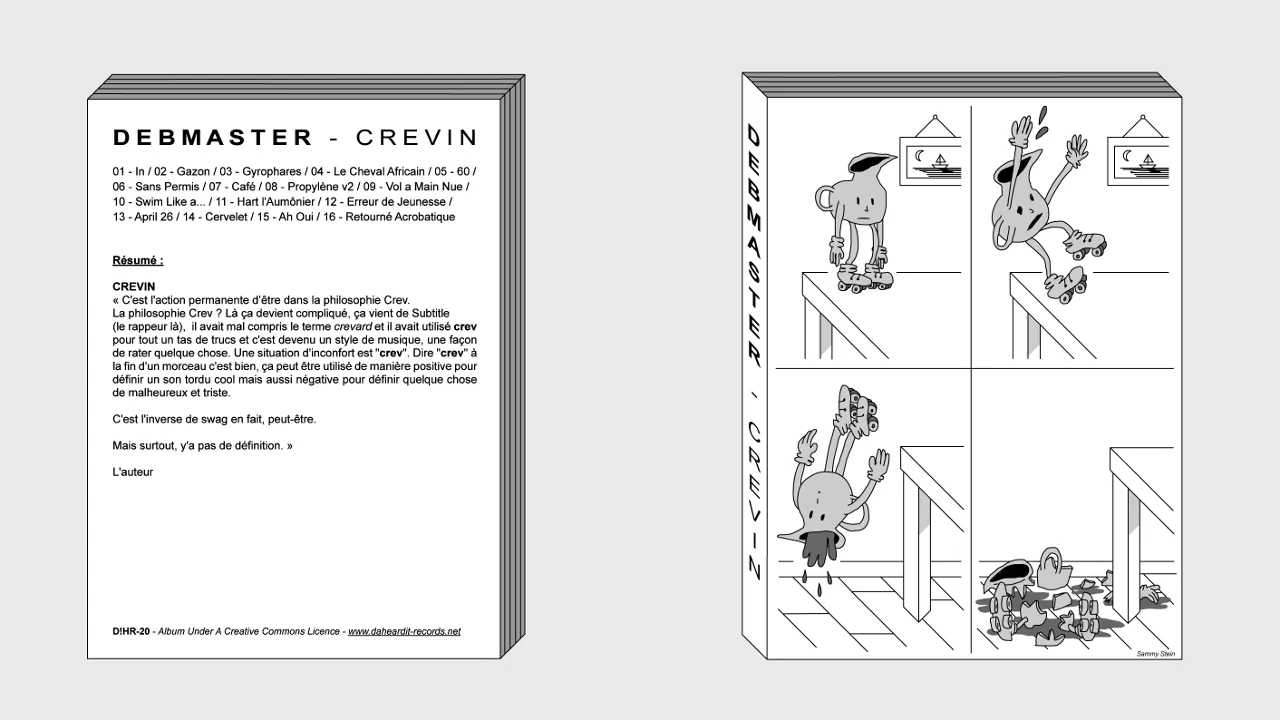 DEBMASTER - CREVIN
01 - In / 02 - Gazon / 03 - Gyrophares / 04 - Le Cheval Africain / 05 - 60 /
06 - Sans Permis / 07 - Café / 08 - Propylène v2 / 09 - Vol a Main Nue /
10 - Swim Like a... / 11 - Hart l'Aumônier / 12 - Erreur de Jeunesse /
13 - April 26 / 14 - Cervelet / 15 - Ah Oui / 16 - Retourné Acrobatique
Résumé :
CREVIN
« C'est l'action permanente d'être dans la philosophie Crev.
La philosophie Crev ? Là ça devient compliqué, ça vient de Subtitle
(le rappeur là), il avait mal compris le terme crevard et il avait utilisé crev
pour tout un tas de trucs et c'est devenu un style de musique, une façon
de rater quelque chose. Une situation d'inconfort est "crev". Dire "crev" à
la fin d'un morceau c'est bien, ça peut être utilisé de manière positive pour
définir un son tordu cool mais aussi négative pour définir quelque chose
de malheureux et triste.
C'est l'inverse de swag en fait, peut-être.
Mais surtout, y'a pas de définition. »
L'auteur
D!HR-20 - Album Under A Creative Commons Licence - www.daheardit-records.net
DEBMASTER - CREVIN
Sammy Stein